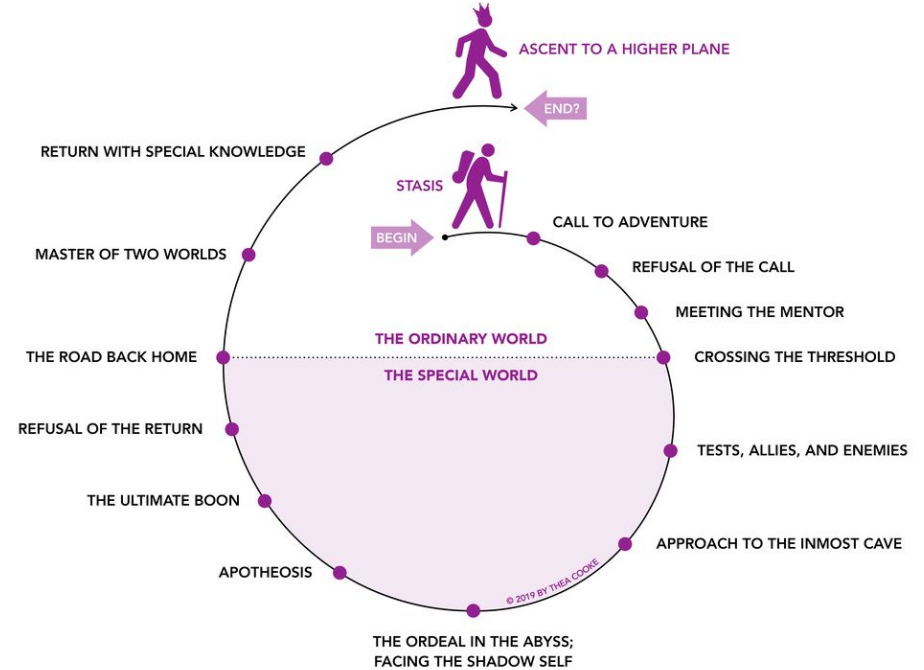 ASCENT TO A HIGHER PLANE
END?
RETURN WITH SPECIAL KNOWLEDGE
STASIS
BEGIN
CALL TO ADVENTURE
MASTER OF TWO WORLDS
REFUSAL OF THE CALL
MEETING THE MENTOR
THE ORDINARY WORLD
THE ROAD BACK HOME
CROSSING THE THRESHOLD
THE SPECIAL WORLD
REFUSAL OF THE RETURN
TESTS, ALLIES, AND ENEMIES
THE ULTIMATE BOON
APPROACH TO THE INMOST CAVE
APOTHEOSIS
© 2019 BY THEA COOKE
THE ORDEAL IN THE ABYSS;
FACING THE SHADOW SELF